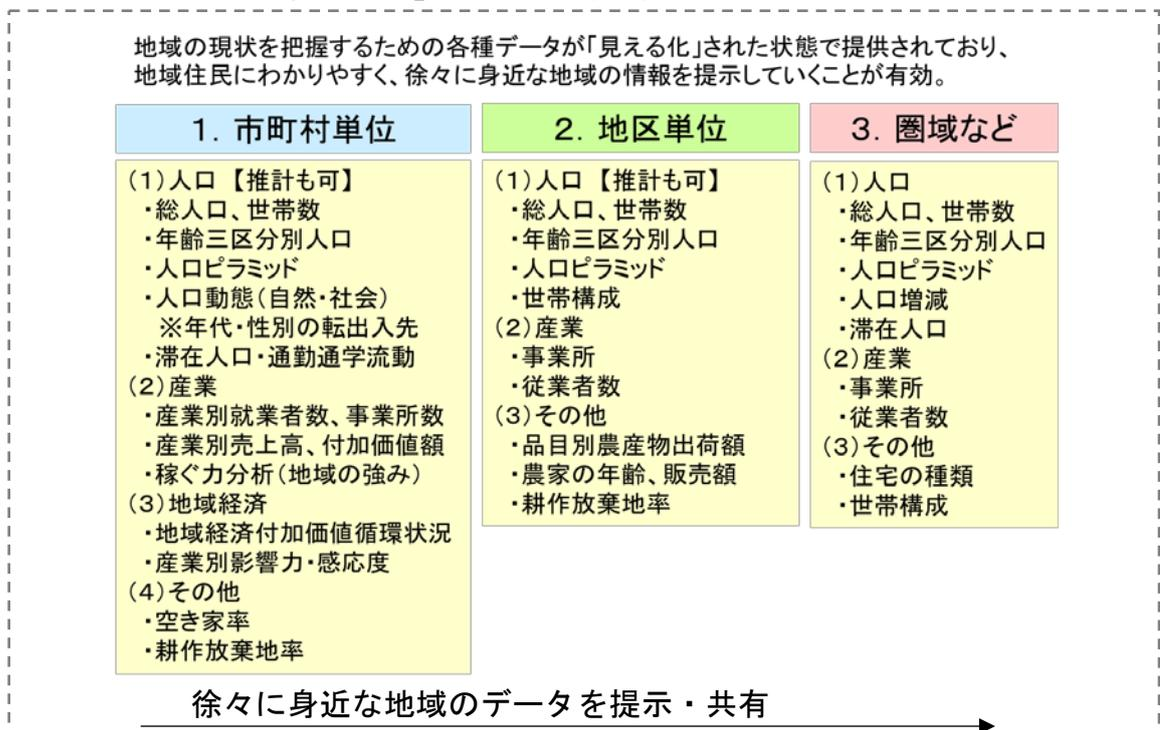 地域の現状を把握するための各種データが「見える化」された状態で提供されており、
地域住民にわかりやすく、徐々に身近な地域の情報を提示していくことが有効。
1．市町村単位
(1)人口 【推計も可】
・総人口、世帯数
・年齢三区分別人口
・人口ピラミッド
・人口動態(自然・社会)
※年代・性別の転出入先
・滞在人口・通勤通学流動
(2)産業
・産業別就業者数、事業所数
・産業別売上高、付加価値額
・稼ぐ力分析(地域の強み)
(3)地域経済
・地域経済付加価値循環状況
・産業別影響力・感応度
(4)その他
・空き家率
・耕作放棄地率
2．地区単位
(1)人口 【推計も可】
・総人口、世帯数
・年齢三区分別人口
・人口ピラミッド
・世帯構成
(2)産業
・事業所
・従業者数
(3)その他
・品目別農産物出荷額
・農家の年齢、販売額
・耕作放棄地率
3．圏域など
(1)人口
・総人口、世帯数
・年齢三区分別人口
・人口ピラミッド
・人口増減
・滞在人口
(2)産業
・事業所
・従業者数
(3)その他
・住宅の種類
・世帯構成
徐々に身近な地域のデータを提示・共有